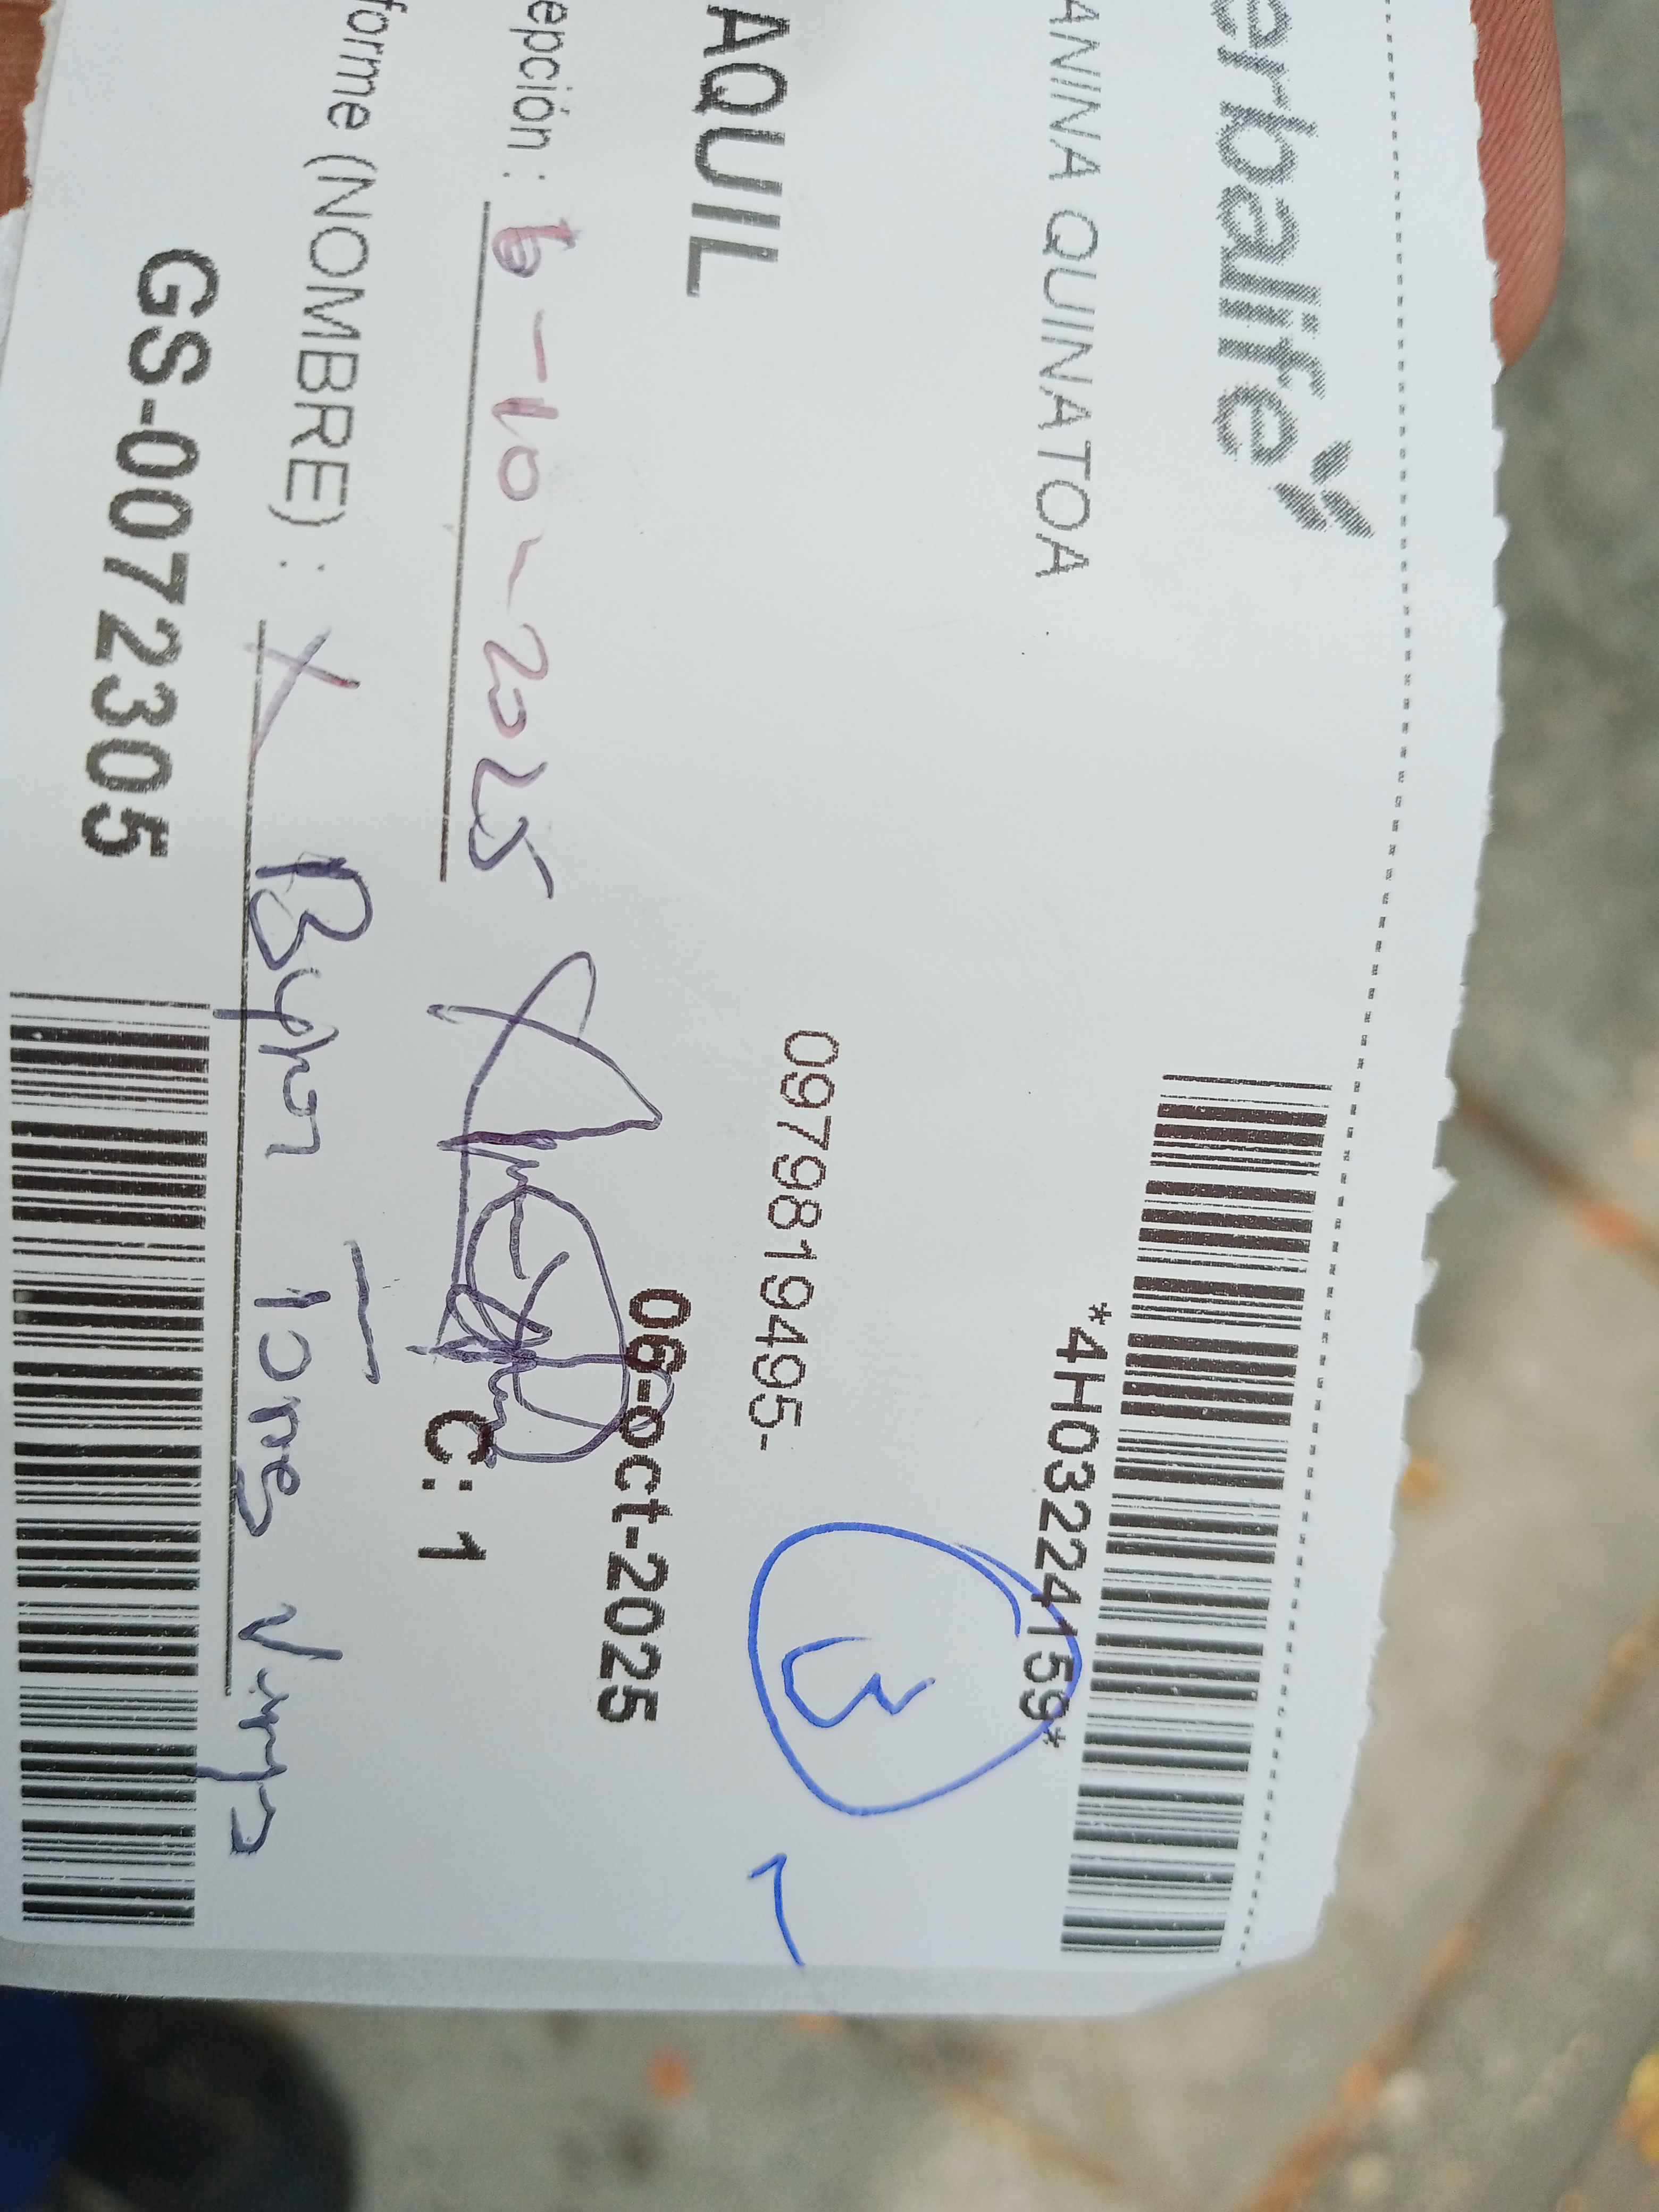 erbalife
*4H03224159*
ANINA QUINATOA
3
0979819495-
AQUIL
06-oct-2025
epción : 6-10-2025
C: 1
forme (NOMBRE) : X Byron Torres
GS-0072305